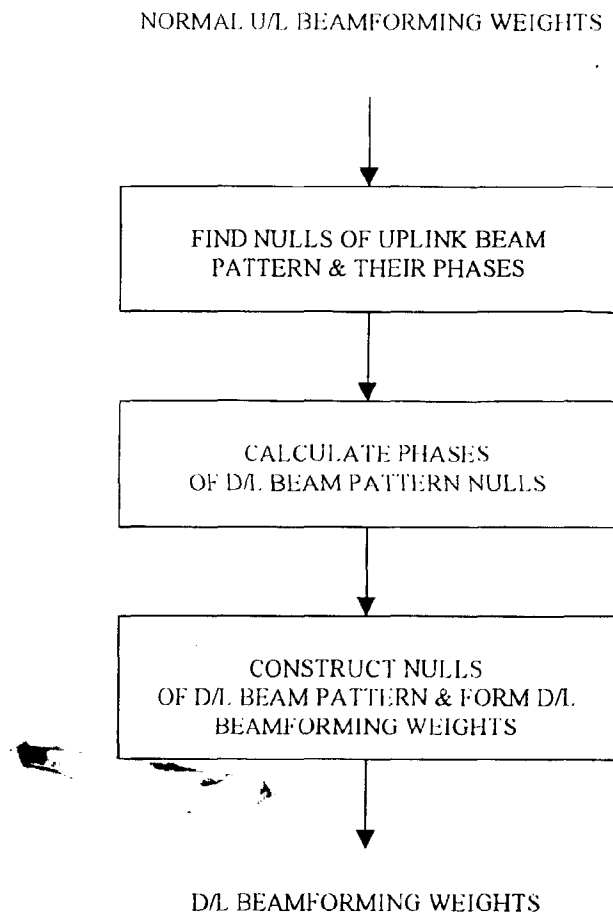 NORMAL U/L BEAMFORMING WEIGHTS
FIND NULLS OF UPLINK BEAM
PATTERN & THEIR PHASES
CALCULATE PHASES
OF D/L BEAM PATTERN NULLS
CONSTRUCT NULLS
OF D/L BEAM PATTERN & FORM D/L
BEAMFORMING WEIGHTS
D/L BEAMFORMING WEIGHTS